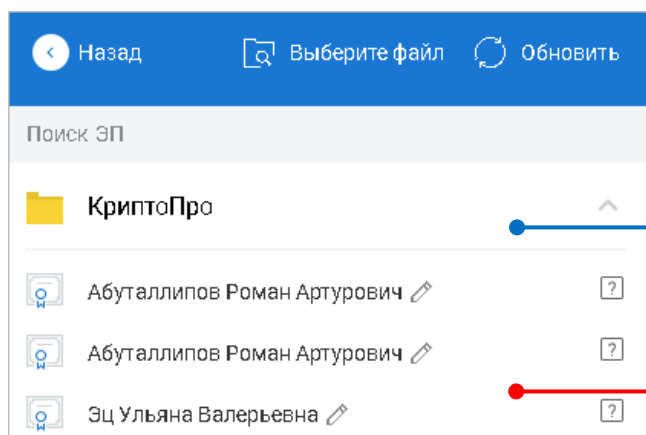 Назад Выберите файл Обновить
Поиск ЭП
КриптоПро
Абуталлипов Роман Артурович ?
Абуталлипов Роман Артурович ?
Эц Ульяна Валерьевна ?